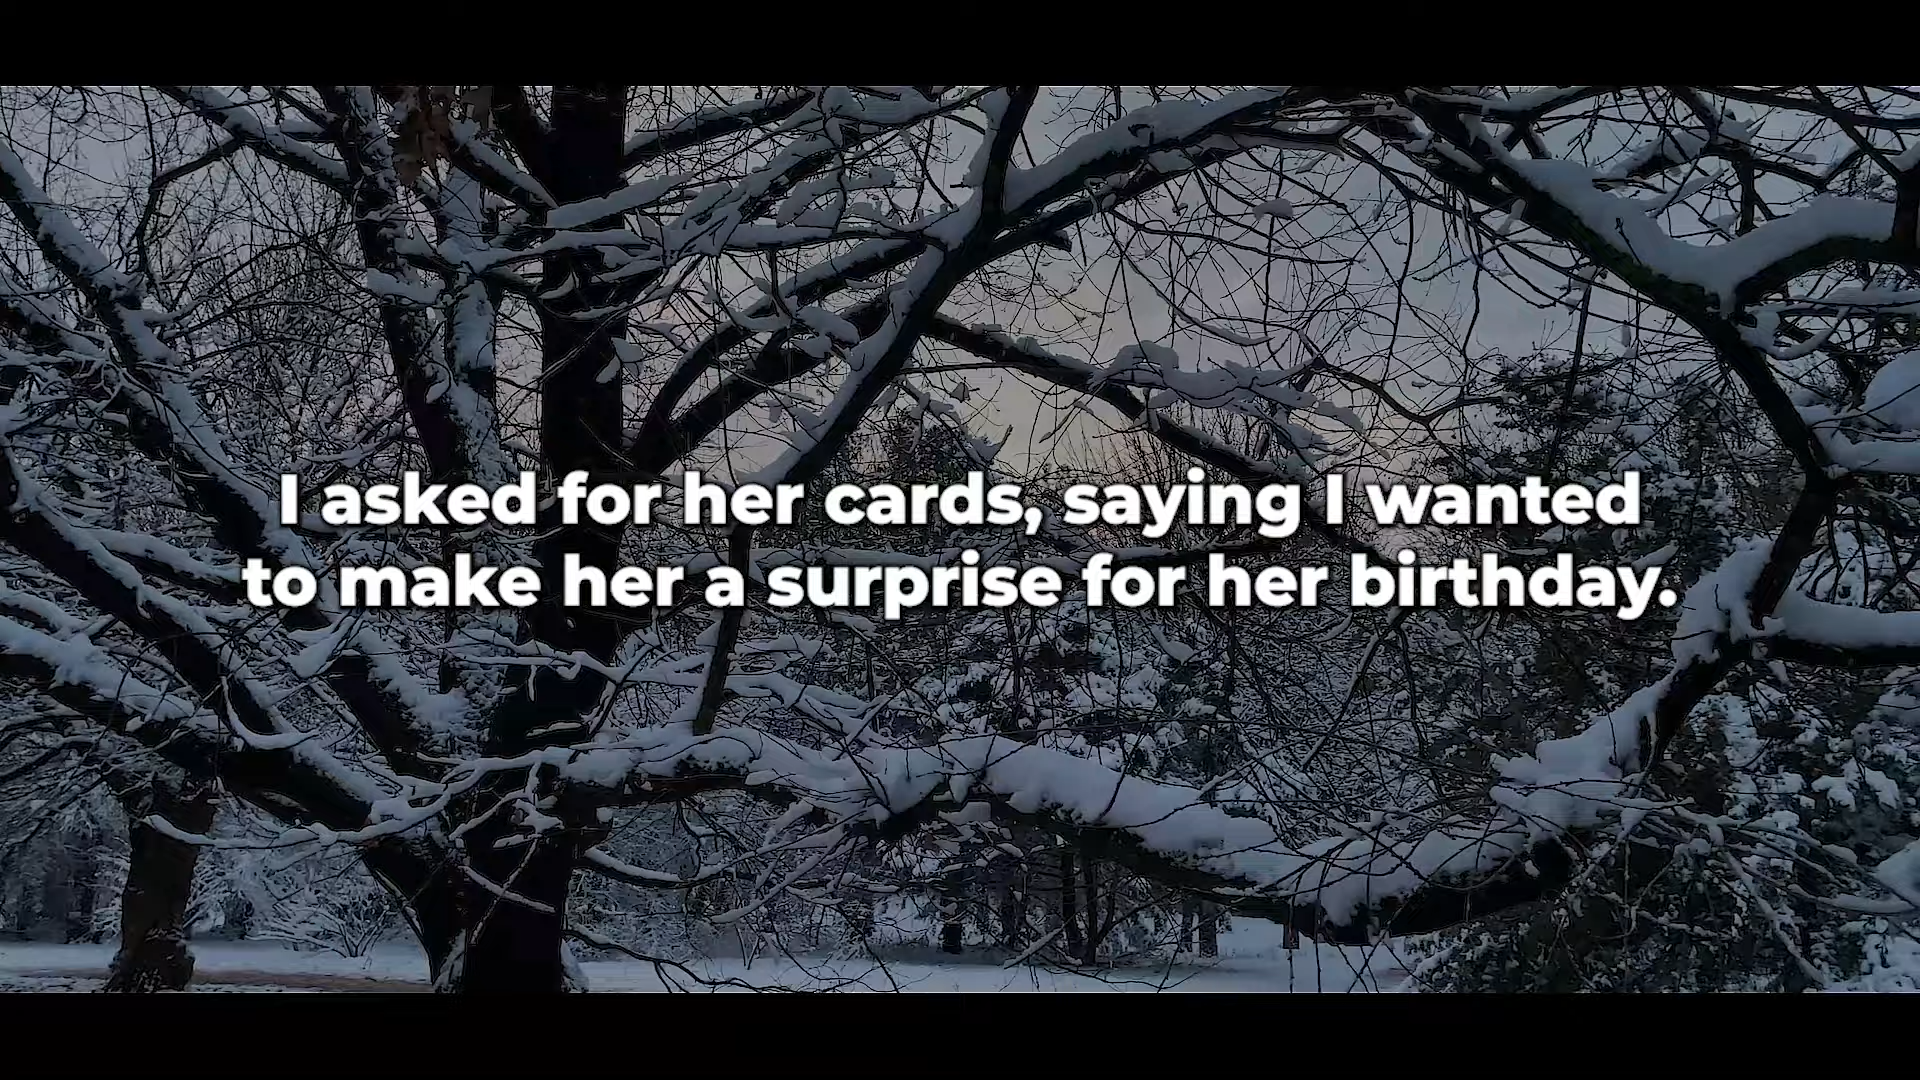 I asked for her cards, saying I wanted
to make her a surprise for her birthday.